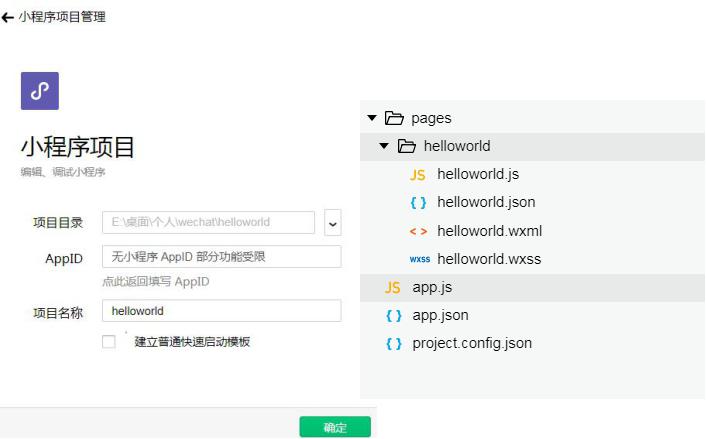 小程序项目管理
小程序项目
编辑、调试小程序
项目目录 E:\桌面\个人\wechat\helloworld
AppID 无小程序 AppID 部分功能受限
点此返回填写 AppID
项目名称 helloworld
建立普通快速启动模板
确定
pages
helloworld
JS helloworld.js
{ } helloworld.json
< > helloworld.wxml
wxss helloworld.wxss
JS app.js
{ } app.json
{ } project.config.json